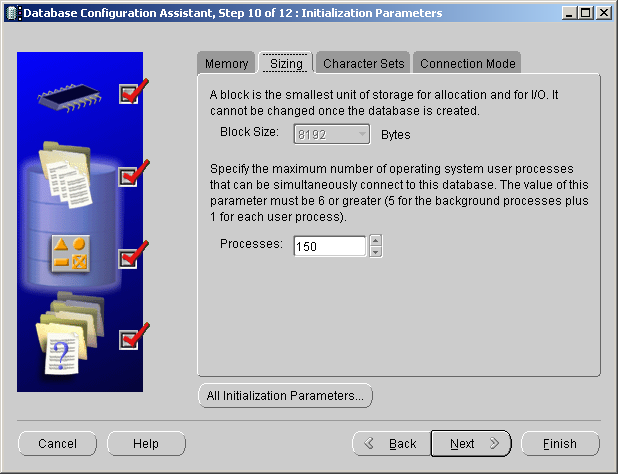 Database Configuration Assistant, Step 10 of 12 : Initialization Parameters
Memory Sizing Character Sets Connection Mode
A block is the smallest unit of storage for allocation and for I/O. It
cannot be changed once the database is created.
Block Size: 8192 Bytes
Specify the maximum number of operating system user processes
that can be simultaneously connect to this database. The value of this
parameter must be 6 or greater (5 for the background processes plus
1 for each user process).
Processes: 150
?
All Initialization Parameters...
Cancel Help Back Next Finish